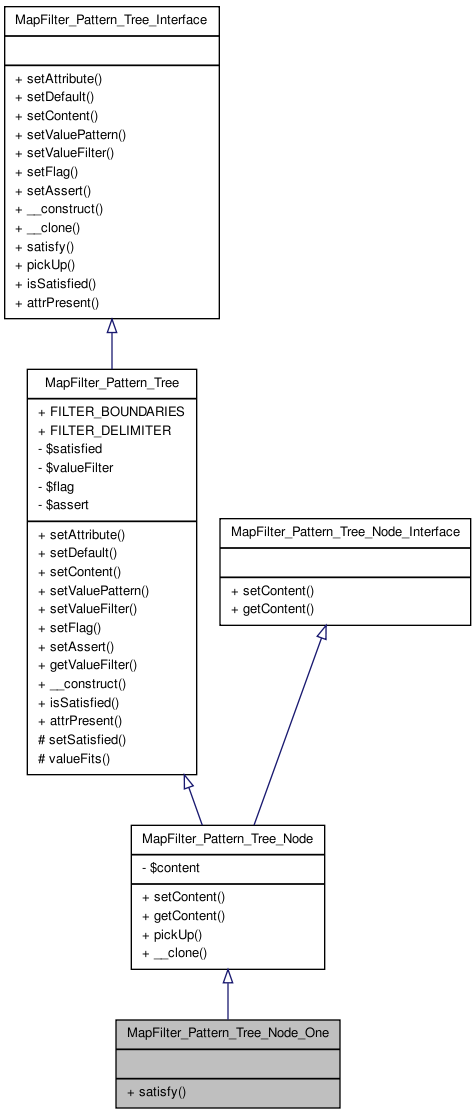 MapFilter_Pattern_Tree_Interface
+ setAttribute()
+ setDefault()
+ setContent()
+ setValuePattern()
+ setValueFilter()
+ setFlag()
+ setAssert()
+ __construct()
+ __clone()
+ satisfy()
+ pickUp()
+ isSatisfied()
+ attrPresent()
MapFilter_Pattern_Tree
+ FILTER_BOUNDARIES
+ FILTER_DELIMITER
- $satisfied
- $valueFilter
- $flag
- $assert
+ setAttribute()
+ setDefault()
+ setContent()
+ setValuePattern()
+ setValueFilter()
+ setFlag()
+ setAssert()
+ getValueFilter()
+ __construct()
+ isSatisfied()
+ attrPresent()
# setSatisfied()
# valueFits()
MapFilter_Pattern_Tree_Node_Interface
+ setContent()
+ getContent()
MapFilter_Pattern_Tree_Node
- $content
+ setContent()
+ getContent()
+ pickUp()
+ __clone()
MapFilter_Pattern_Tree_Node_One
+ satisfy()